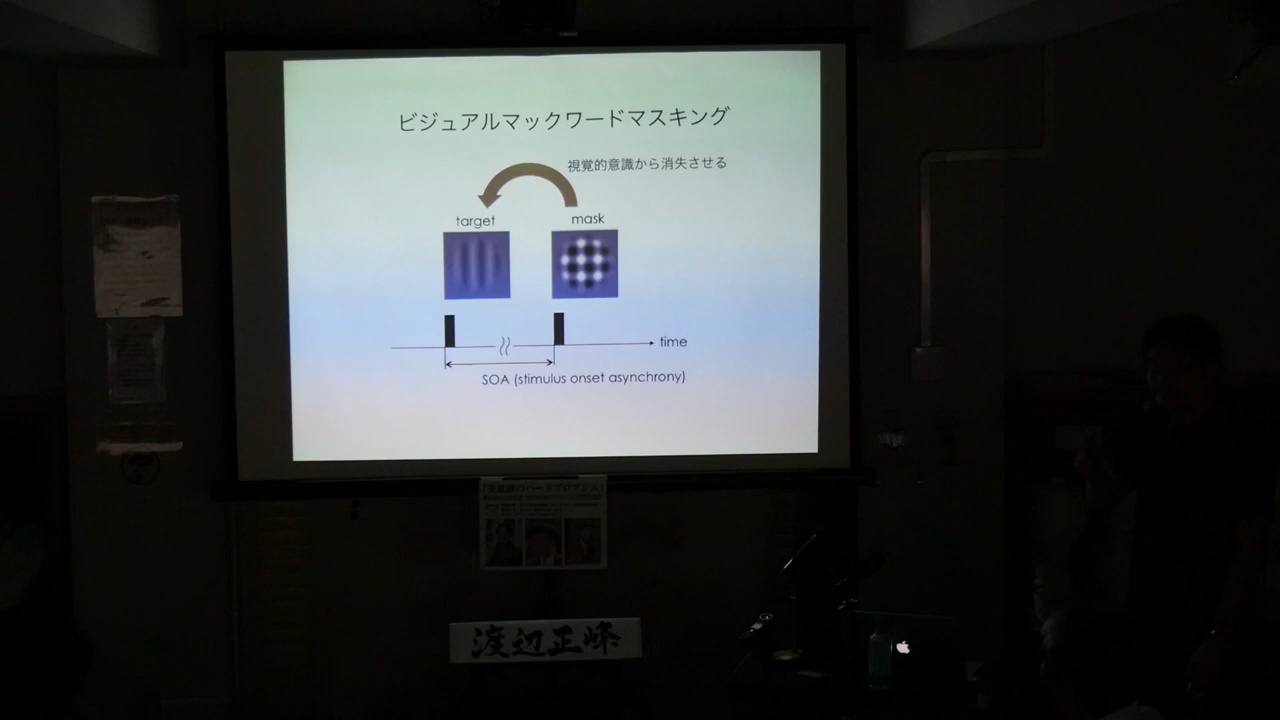 ビジュアルマックワードマスキング
視覚的意識から消失させる
target
mask
time
SOA (stimulus onset asynchrony)
渡辺正峰